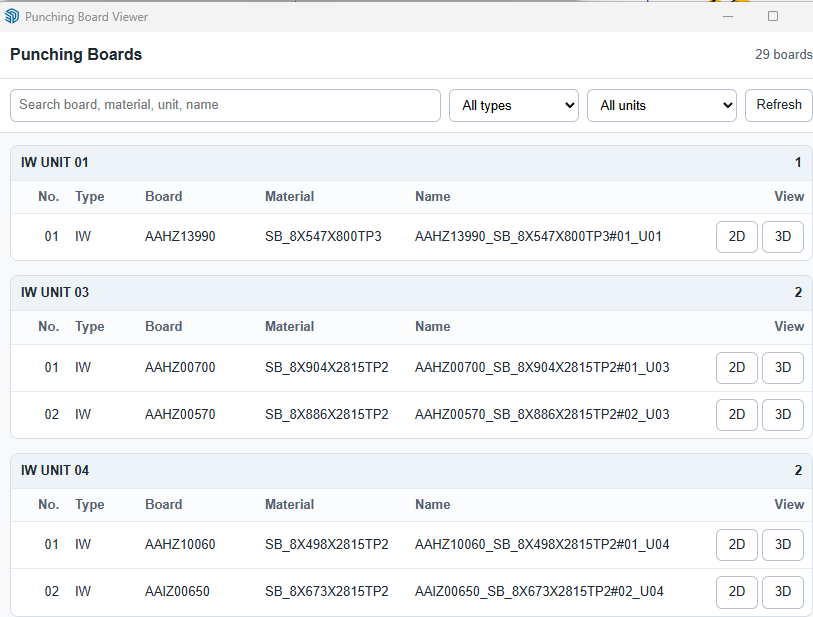 Punching Board Viewer
Punching Boards 29 boards
Search board, material, unit, name All types All units Refresh
IW UNIT 01 1
No. Type Board Material Name View
01 IW AAHZ13990 SB_8X547X800TP3 AAHZ13990_SB_8X547X800TP3#01_U01 2D 3D
IW UNIT 03 2
No. Type Board Material Name View
01 IW AAHZ00700 SB_8X904X2815TP2 AAHZ00700_SB_8X904X2815TP2#01_U03 2D 3D
02 IW AAHZ00570 SB_8X886X2815TP2 AAHZ00570_SB_8X886X2815TP2#02_U03 2D 3D
IW UNIT 04 2
No. Type Board Material Name View
01 IW AAHZ10060 SB_8X498X2815TP2 AAHZ10060_SB_8X498X2815TP2#01_U04 2D 3D
02 IW AAIZ00650 SB_8X673X2815TP2 AAIZ00650_SB_8X673X2815TP2#02_U04 2D 3D